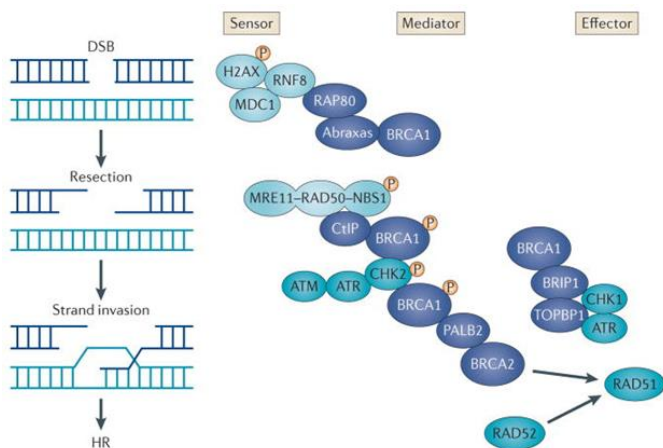 Sensor
Mediator
Effector
DSB
Resection
Strand invasion
HR
P
H2AX
RNF8
MDC1
RAP80
Abraxas
BRCA1
P
MRE11–RAD50–NBS1
CtIP
BRCA1
P
ATM
ATR
CHK2
P
BRCA1
P
PALB2
BRCA2
BRCA1
BRIP1
CHK1
TOPBP1
ATR
RAD51
RAD52